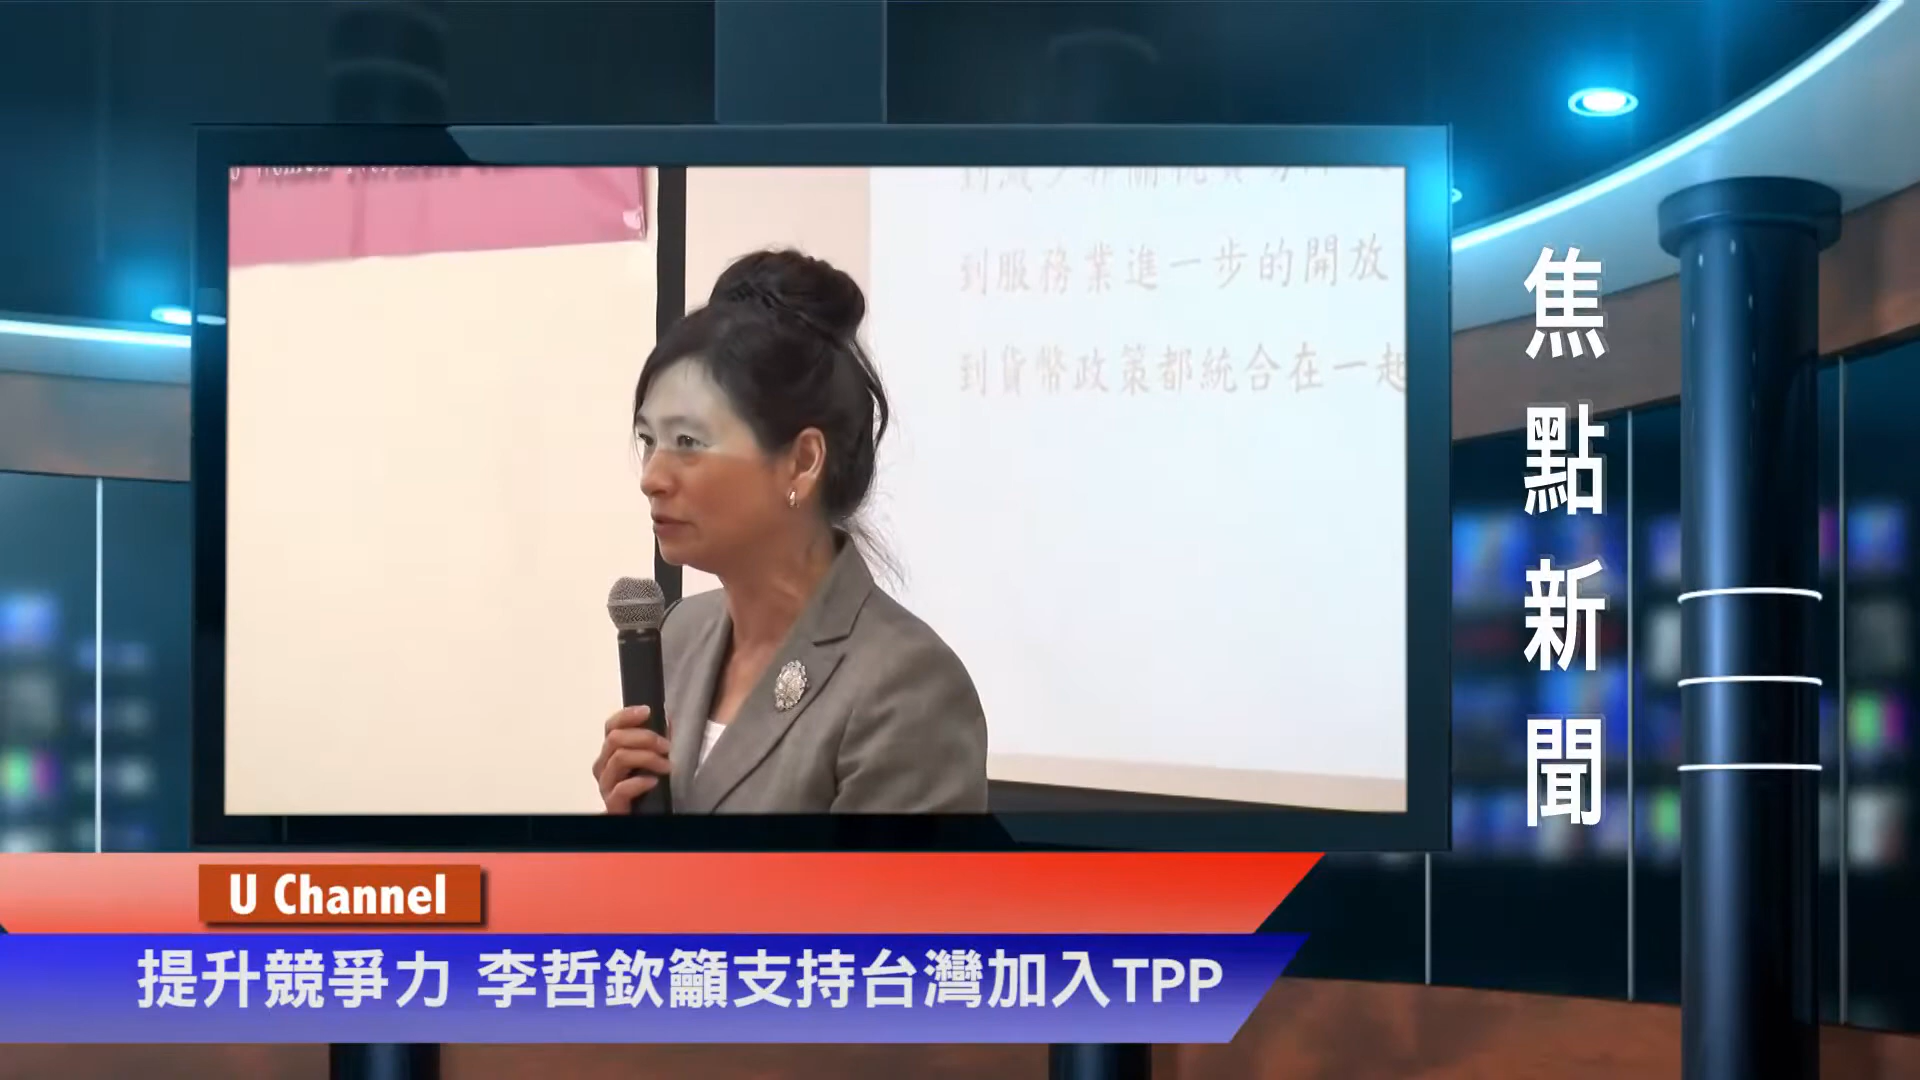 到服務業進一步的開放
到貨幣政策都統合在一起
焦點新聞
U Channel
提升競爭力 李哲欽籲支持台灣加入TPP